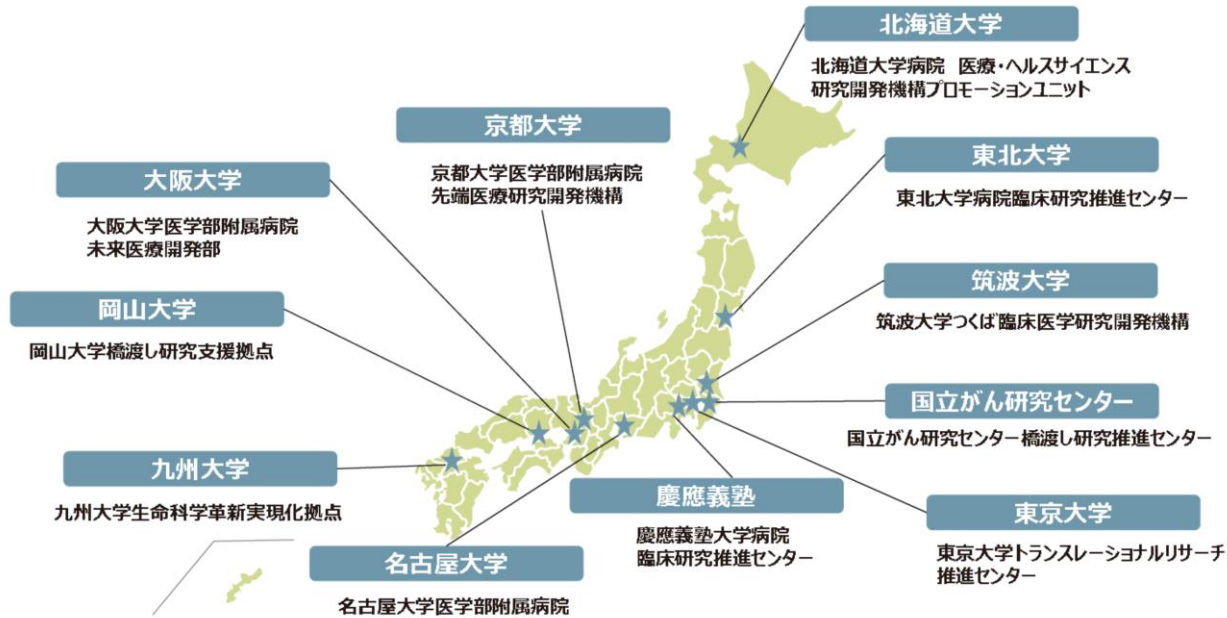 北海道大学
北海道大学病院　医療・ヘルスサイエンス
研究開発機構プロモーションユニット
京都大学
京都大学医学部附属病院
先端医療研究開発機構
東北大学
東北大学病院臨床研究推進センター
大阪大学
大阪大学医学部附属病院
未来医療開発部
筑波大学
筑波大学つくば臨床医学研究開発機構
岡山大学
岡山大学橋渡し研究支援拠点
国立がん研究センター
国立がん研究センター橋渡し研究推進センター
九州大学
九州大学生命科学革新実現化拠点
慶應義塾
慶應義塾大学病院
臨床研究推進センター
東京大学
東京大学トランスレーショナルリサーチ
推進センター
名古屋大学
名古屋大学医学部附属病院